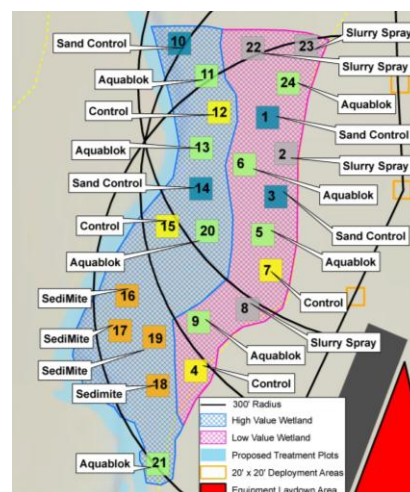 Slurry Spray
Sand Control
10
22
23
Slurry Spray
Aquablok
11
24
Aquablok
Control
12
1
Sand Control
Aquablok
13
2
Slurry Spray
6
Aquablok
Sand Control
14
3
Sand Control
Control
15
20
5
Aquablok
Aquablok
7
Control
SediMite
16
8
Slurry Spray
SediMite
17
19
9
Aquablok
SediMite
4
Control
Sedimite
18
Aquablok
21
300' Radius
High Value Wetland
Low Value Wetland
Proposed Treatment Plots
20' x 20' Deployment Areas
Equipment Laydown Area